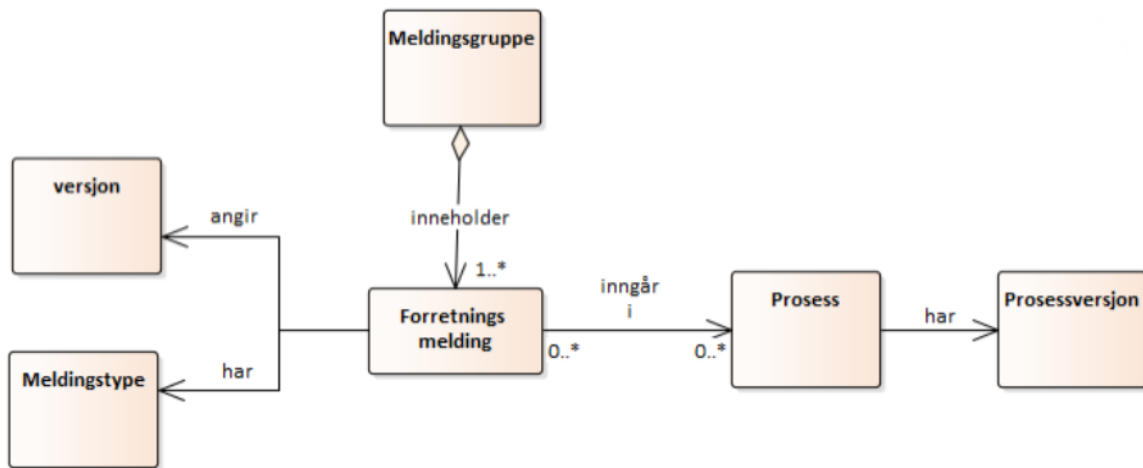 Meldingsgruppe
versjon
angir
inneholder
1..*
Forretnings
melding
inngår
i
0..*
0..*
Prosess
har
Prosessversjon
Meldingstype
har